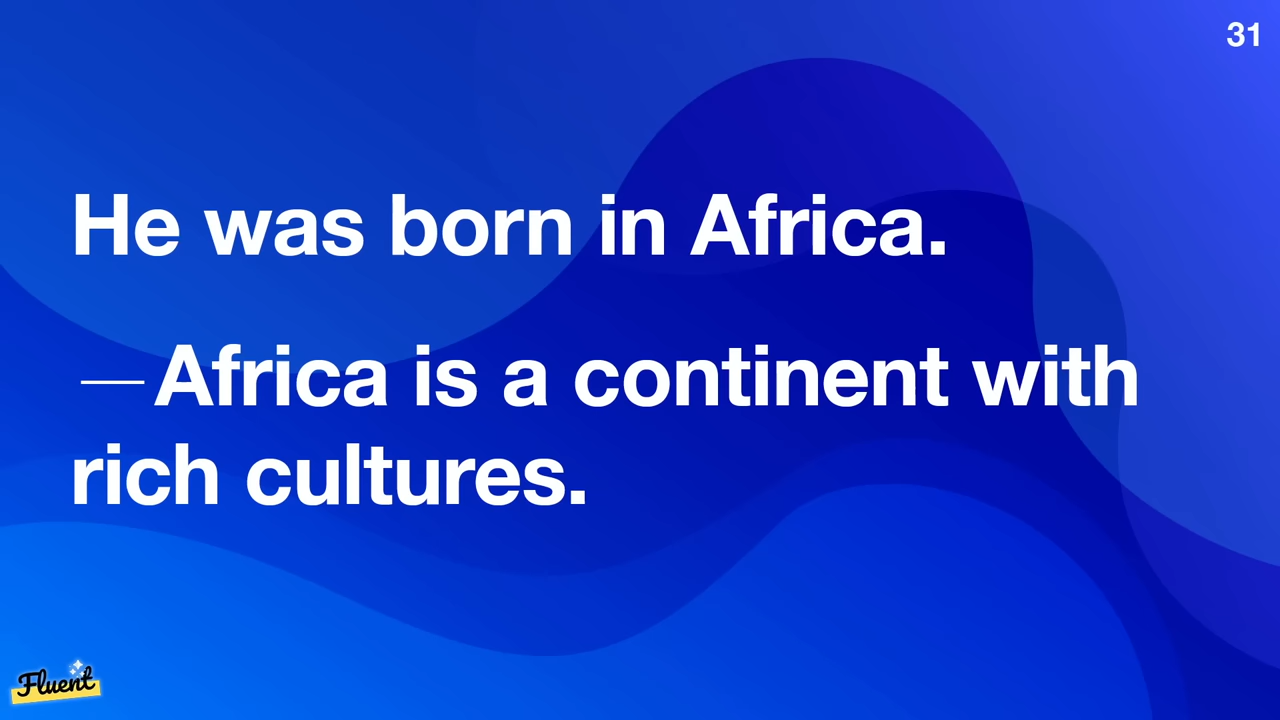 31
He was born in Africa.
—Africa is a continent with
rich cultures.
Fluent